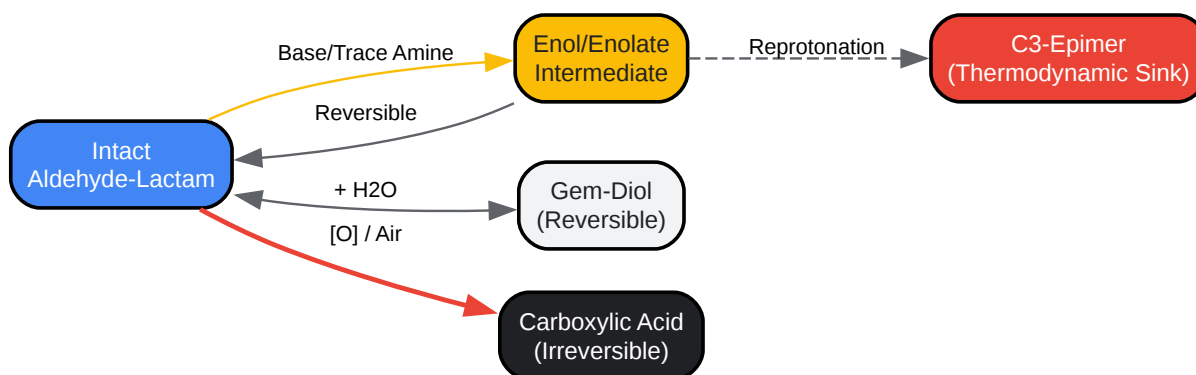 Base/Trace Amine
Enol/Enolate
Intermediate
Reprotonation
C3-Epimer
(Thermodynamic Sink)
Reversible
Intact
Aldehyde-Lactam
+ H2O
Gem-Diol
(Reversible)
[O] / Air
Carboxylic Acid
(Irreversible)